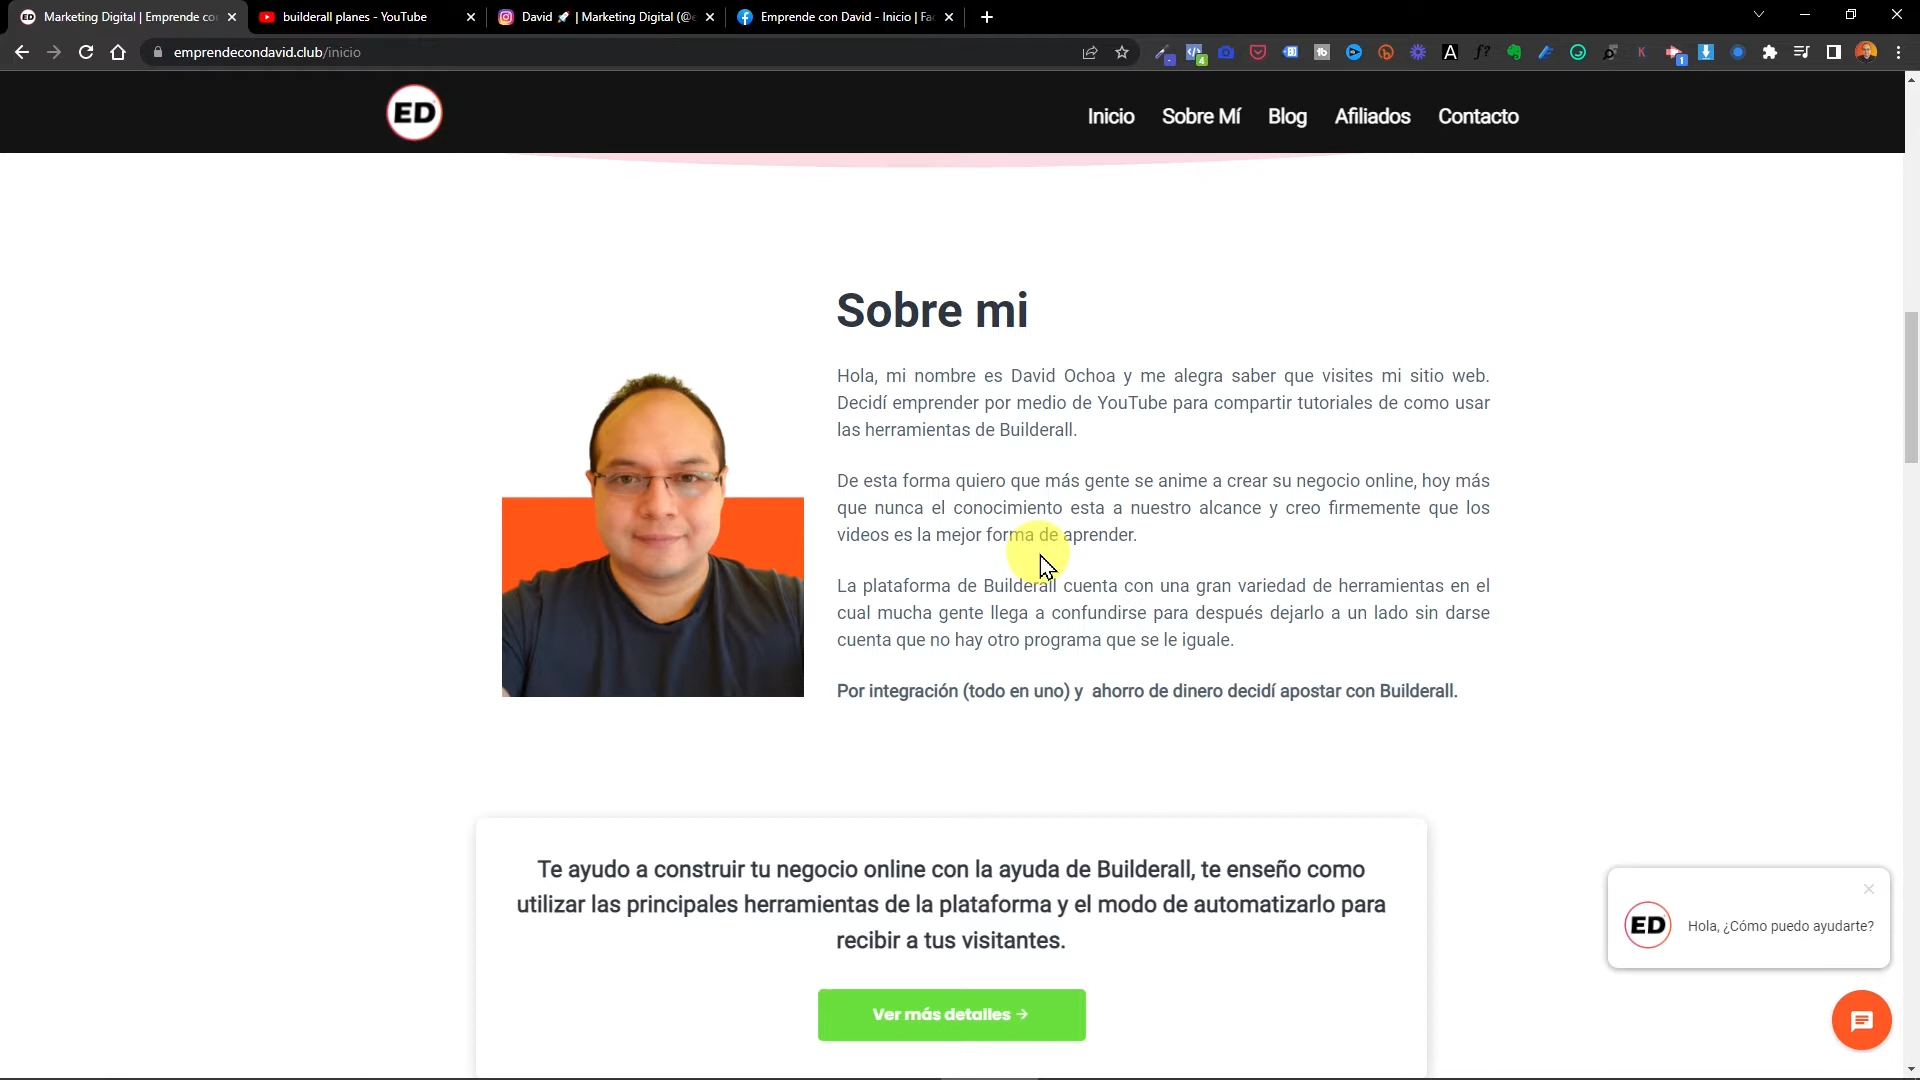 Marketing Digital | Emprende co
builderall planes - YouTube
David 🚀 | Marketing Digital (@e
Emprende con David - Inicio | Fa
emprendecondavid.club/inicio
ED
Inicio
Sobre Mí
Blog
Afiliados
Contacto
Sobre mi
Hola, mi nombre es David Ochoa y me alegra saber que visites mi sitio web.
Decidí emprender por medio de YouTube para compartir tutoriales de como usar
las herramientas de Builderall.
De esta forma quiero que más gente se anime a crear su negocio online, hoy más
que nunca el conocimiento esta a nuestro alcance y creo firmemente que los
videos es la mejor forma de aprender.
La plataforma de Builderall cuenta con una gran variedad de herramientas en el
cual mucha gente llega a confundirse para después dejarlo a un lado sin darse
cuenta que no hay otro programa que se le iguale.
Por integración (todo en uno) y ahorro de dinero decidí apostar con Builderall.
Te ayudo a construir tu negocio online con la ayuda de Builderall, te enseño como
utilizar las principales herramientas de la plataforma y el modo de automatizarlo para
recibir a tus visitantes.
Ver más detalles →
ED
Hola, ¿Cómo puedo ayudarte?